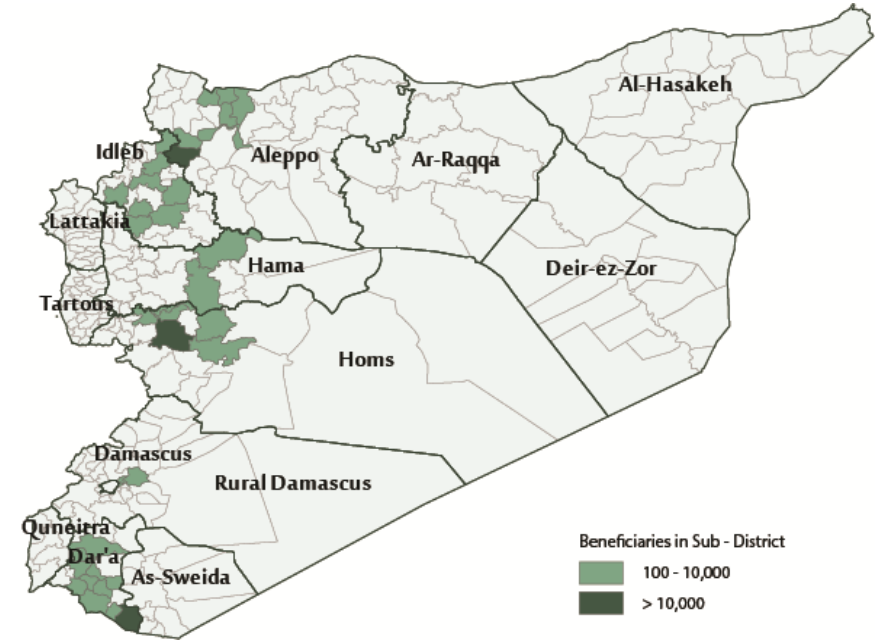 Al-Hasakeh
Idleb
Aleppo
Ar-Raqqa
Lattakia
Hama
Deir-ez-Zor
Tartous
Homs
Damascus
Rural Damascus
Quneitra
Dar'a
As-Sweida
Beneficiaries in Sub - District
100 - 10,000
> 10,000